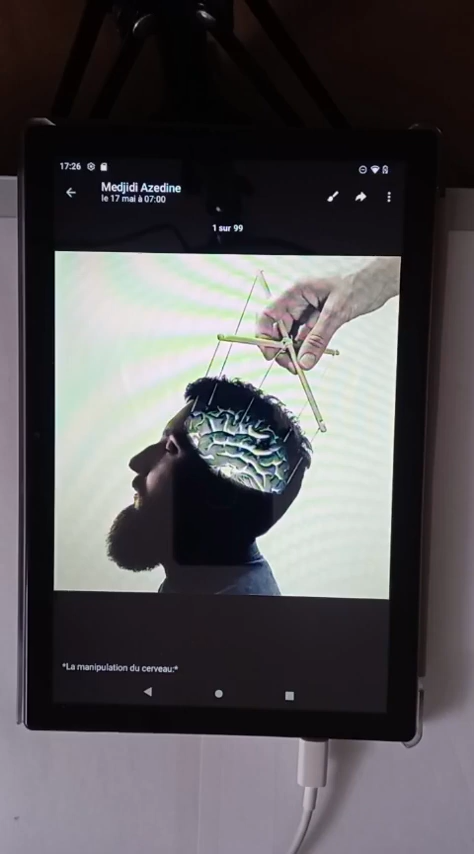 17:26
Medjidi Azedine
le 17 mai à 07:00
1 sur 99
*La manipulation du cerveau:*